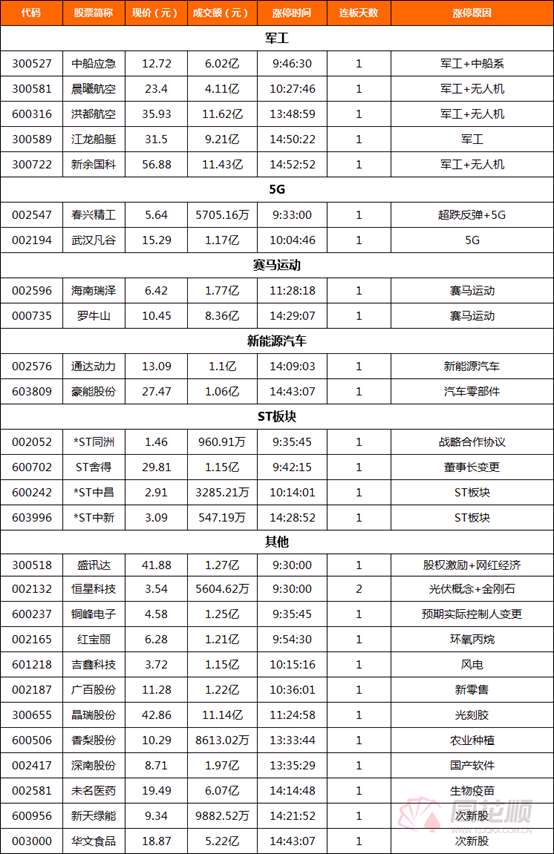 代码 股票简称 现价（元） 成交额（元） 涨停时间 连板天数 涨停原因
军工
300527 中船应急 12.72 6.02亿 9:46:30 1 军工+中船系
300581 晨曦航空 23.4 4.11亿 10:27:46 1 军工+无人机
600316 洪都航空 35.93 11.62亿 13:48:59 1 军工+无人机
300589 江龙船艇 31.5 9.21亿 14:50:22 1 军工
300722 新余国科 56.88 11.43亿 14:52:52 1 军工+无人机
5G
002547 春兴精工 5.64 5705.16万 9:33:00 1 超跌反弹+5G
002194 武汉凡谷 15.29 1.17亿 10:04:46 1 5G
赛马运动
002596 海南瑞泽 6.42 1.77亿 11:28:18 1 赛马运动
000735 罗牛山 10.45 8.36亿 14:29:07 1 赛马运动
新能源汽车
002576 通达动力 13.09 1.1亿 14:09:03 1 新能源汽车
603809 豪能股份 27.47 1.06亿 14:43:07 1 汽车零部件
ST板块
002052 *ST同洲 1.46 960.91万 9:35:45 1 战略合作协议
600702 ST舍得 29.81 1.15亿 9:42:15 1 董事长变更
600242 *ST中昌 2.91 3285.21万 10:14:01 1 ST板块
603996 *ST中新 3.09 547.19万 14:28:52 1 ST板块
其他
300518 盛讯达 41.88 1.27亿 9:30:00 1 股权激励+网红经济
002132 恒星科技 3.54 5604.62万 9:30:00 2 光伏概念+金刚石
600237 铜峰电子 4.58 1.25亿 9:35:45 1 预期实际控制人变更
002165 红宝丽 6.28 1.21亿 9:54:30 1 环氧丙烷
601218 吉鑫科技 3.72 1.15亿 10:15:16 1 风电
002187 广百股份 11.28 1.22亿 10:36:01 1 新零售
300655 晶瑞股份 42.86 11.14亿 11:24:58 1 光刻胶
600506 香梨股份 10.29 8613.02万 13:33:44 1 农业种植
002417 深南股份 8.71 1.97亿 13:35:29 1 国产软件
002581 未名医药 19.49 6.07亿 14:14:48 1 生物疫苗
600956 新天绿能 9.34 9882.52万 14:21:52 1 次新股
003000 华文食品 18.87 5.22亿 14:43:07 1 次新股
同花顺